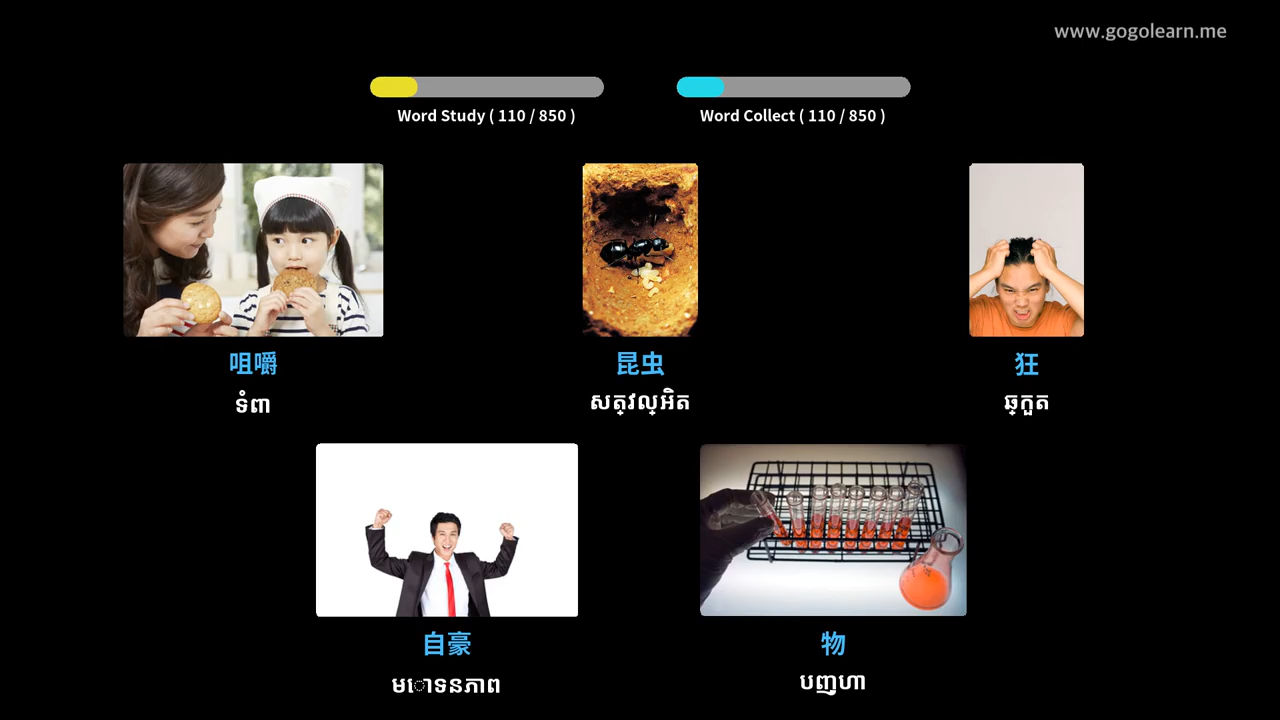 www.gogolearn.me
Word Study ( 110 / 850 )
Word Collect ( 110 / 850 )
咀嚼
ទំពា
昆虫
សត្វល្អិត
狂
ឆ្កួត
自豪
មោទនភាព
物
បញ្ហា